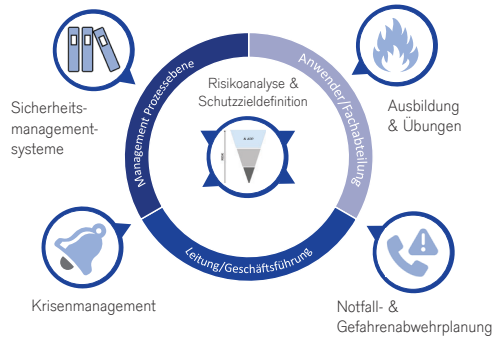 Risikoanalyse &
Schutzzieldefinition
Management Prozessebene
Anwender/Fachabteilung
Leitung/Geschäftsführung
Sicherheits-
management-
systeme
Ausbildung
& Übungen
Krisenmanagement
Notfall- &
Gefahrenabwehrplanung